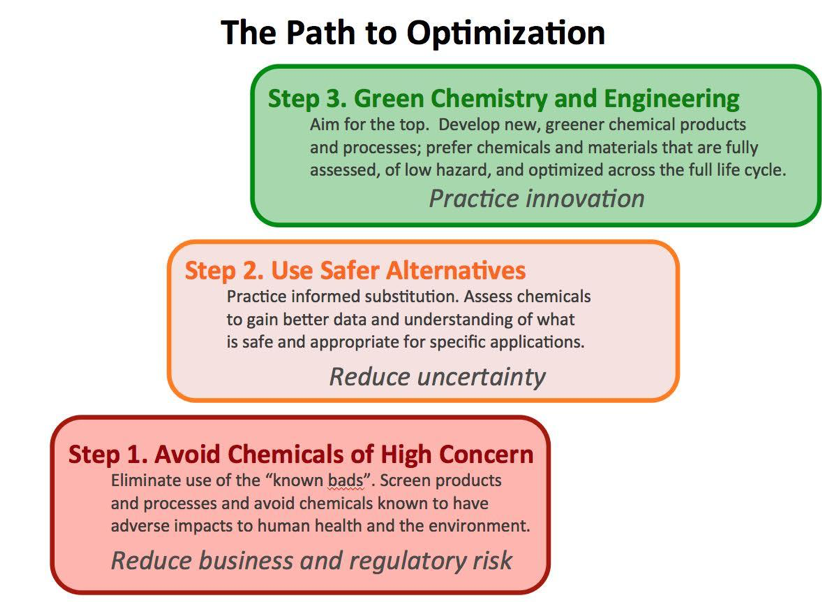 The Path to Optimization
Step 3. Green Chemistry and Engineering
Aim for the top.  Develop new, greener chemical products
and processes; prefer chemicals and materials that are fully
assessed, of low hazard, and optimized across the full life cycle.
Practice innovation
Step 2. Use Safer Alternatives
Practice informed substitution. Assess chemicals
to gain better data and understanding of what
is safe and appropriate for specific applications.
Reduce uncertainty
Step 1. Avoid Chemicals of High Concern
Eliminate use of the “known bads”. Screen products
and processes and avoid chemicals known to have
adverse impacts to human health and the environment.
Reduce business and regulatory risk